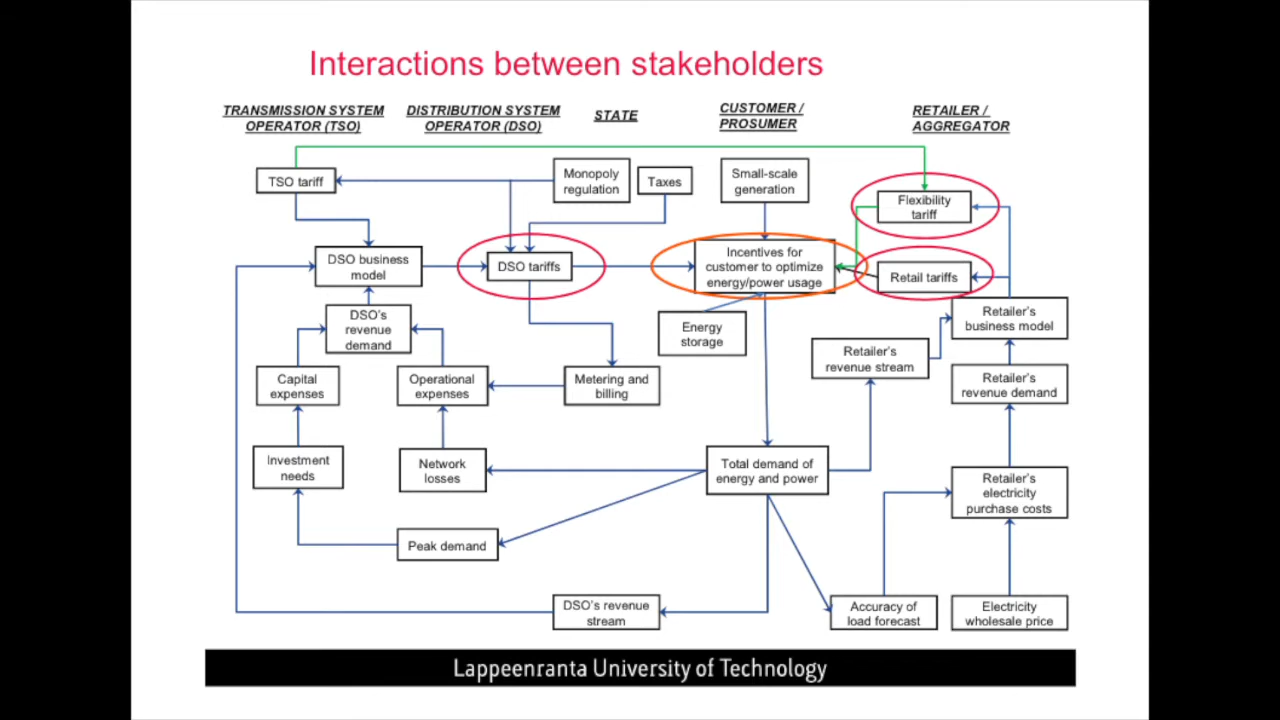 Interactions between stakeholders
TRANSMISSION SYSTEM
OPERATOR (TSO)
DISTRIBUTION SYSTEM
OPERATOR (DSO)
STATE
CUSTOMER /
PROSUMER
RETAILER /
AGGREGATOR
TSO tariff
Monopoly
regulation
Taxes
Small-scale
generation
Flexibility
tariff
DSO business
model
DSO tariffs
Incentives for
customer to optimize
energy/power usage
Retail tariffs
DSO's
revenue
demand
Energy
storage
Retailer's
business model
Retailer's
revenue stream
Capital
expenses
Operational
expenses
Metering and
billing
Retailer's
revenue demand
Investment
needs
Network
losses
Total demand of
energy and power
Retailer's
electricity
purchase costs
Peak demand
DSO's revenue
stream
Accuracy of
load forecast
Electricity
wholesale price
Lappeenranta University of Technology